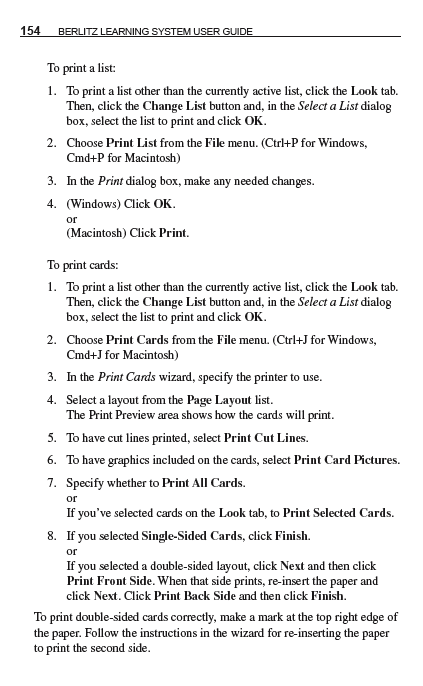 154 BERLITZ LEARNING SYSTEM USER GUIDE
To print a list:
1. To print a list other than the currently active list, click the Look tab.
Then, click the Change List button and, in the Select a List dialog
box, select the list to print and click OK.
2. Choose Print List from the File menu. (Ctrl+P for Windows,
Cmd+P for Macintosh)
3. In the Print dialog box, make any needed changes.
4. (Windows) Click OK.
or
(Macintosh) Click Print.
To print cards:
1. To print a list other than the currently active list, click the Look tab.
Then, click the Change List button and, in the Select a List dialog
box, select the list to print and click OK.
2. Choose Print Cards from the File menu. (Ctrl+J for Windows,
Cmd+J for Macintosh)
3. In the Print Cards wizard, specify the printer to use.
4. Select a layout from the Page Layout list.
The Print Preview area shows how the cards will print.
5. To have cut lines printed, select Print Cut Lines.
6. To have graphics included on the cards, select Print Card Pictures.
7. Specify whether to Print All Cards.
or
If you've selected cards on the Look tab, to Print Selected Cards.
8. If you selected Single-Sided Cards, click Finish.
or
If you selected a double-sided layout, click Next and then click
Print Front Side. When that side prints, re-insert the paper and
click Next. Click Print Back Side and then click Finish.
To print double-sided cards correctly, make a mark at the top right edge of
the paper. Follow the instructions in the wizard for re-inserting the paper
to print the second side.